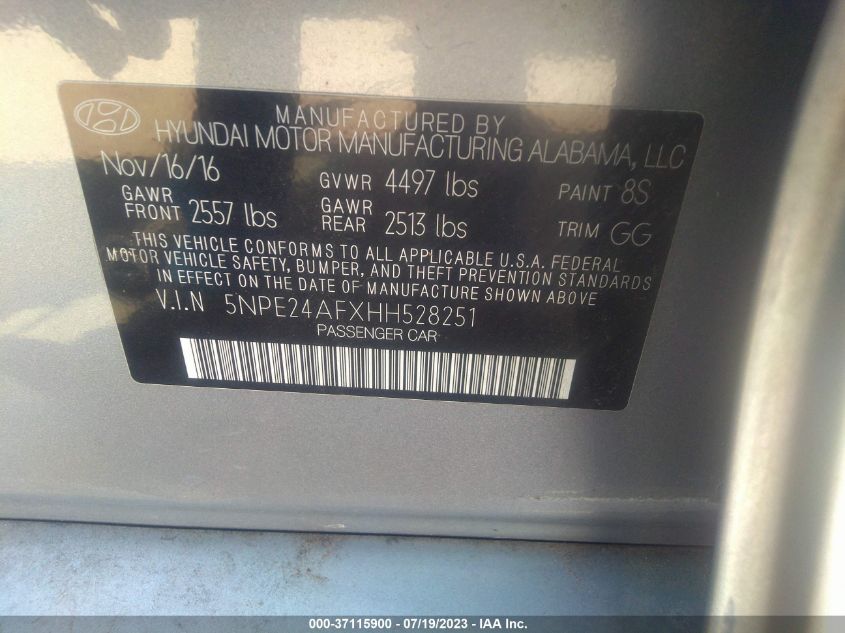 MANUFACTURED BY
HYUNDAI MOTOR MANUFACTURING ALABAMA, LLC
Nov/16/16 GVWR 4497 lbs PAINT 8S
GAWR FRONT 2557 lbs GAWR REAR 2513 lbs TRIM GG
THIS VEHICLE CONFORMS TO ALL APPLICABLE U.S.A. FEDERAL
MOTOR VEHICLE SAFETY, BUMPER, AND THEFT PREVENTION STANDARDS
IN EFFECT ON THE DATE OF MANUFACTURE SHOWN ABOVE
V.I.N 5NPE24AFXHH528251
PASSENGER CAR
000-37115900 - 07/19/2023 - IAA Inc.